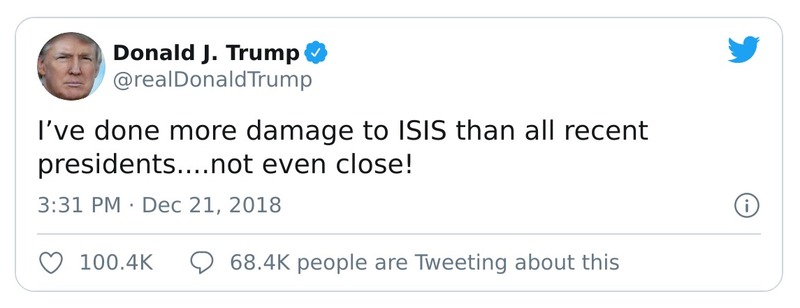 Donald J. Trump
@realDonaldTrump
I’ve done more damage to ISIS than all recent
presidents....not even close!
3:31 PM · Dec 21, 2018
100.4K 68.4K people are Tweeting about this